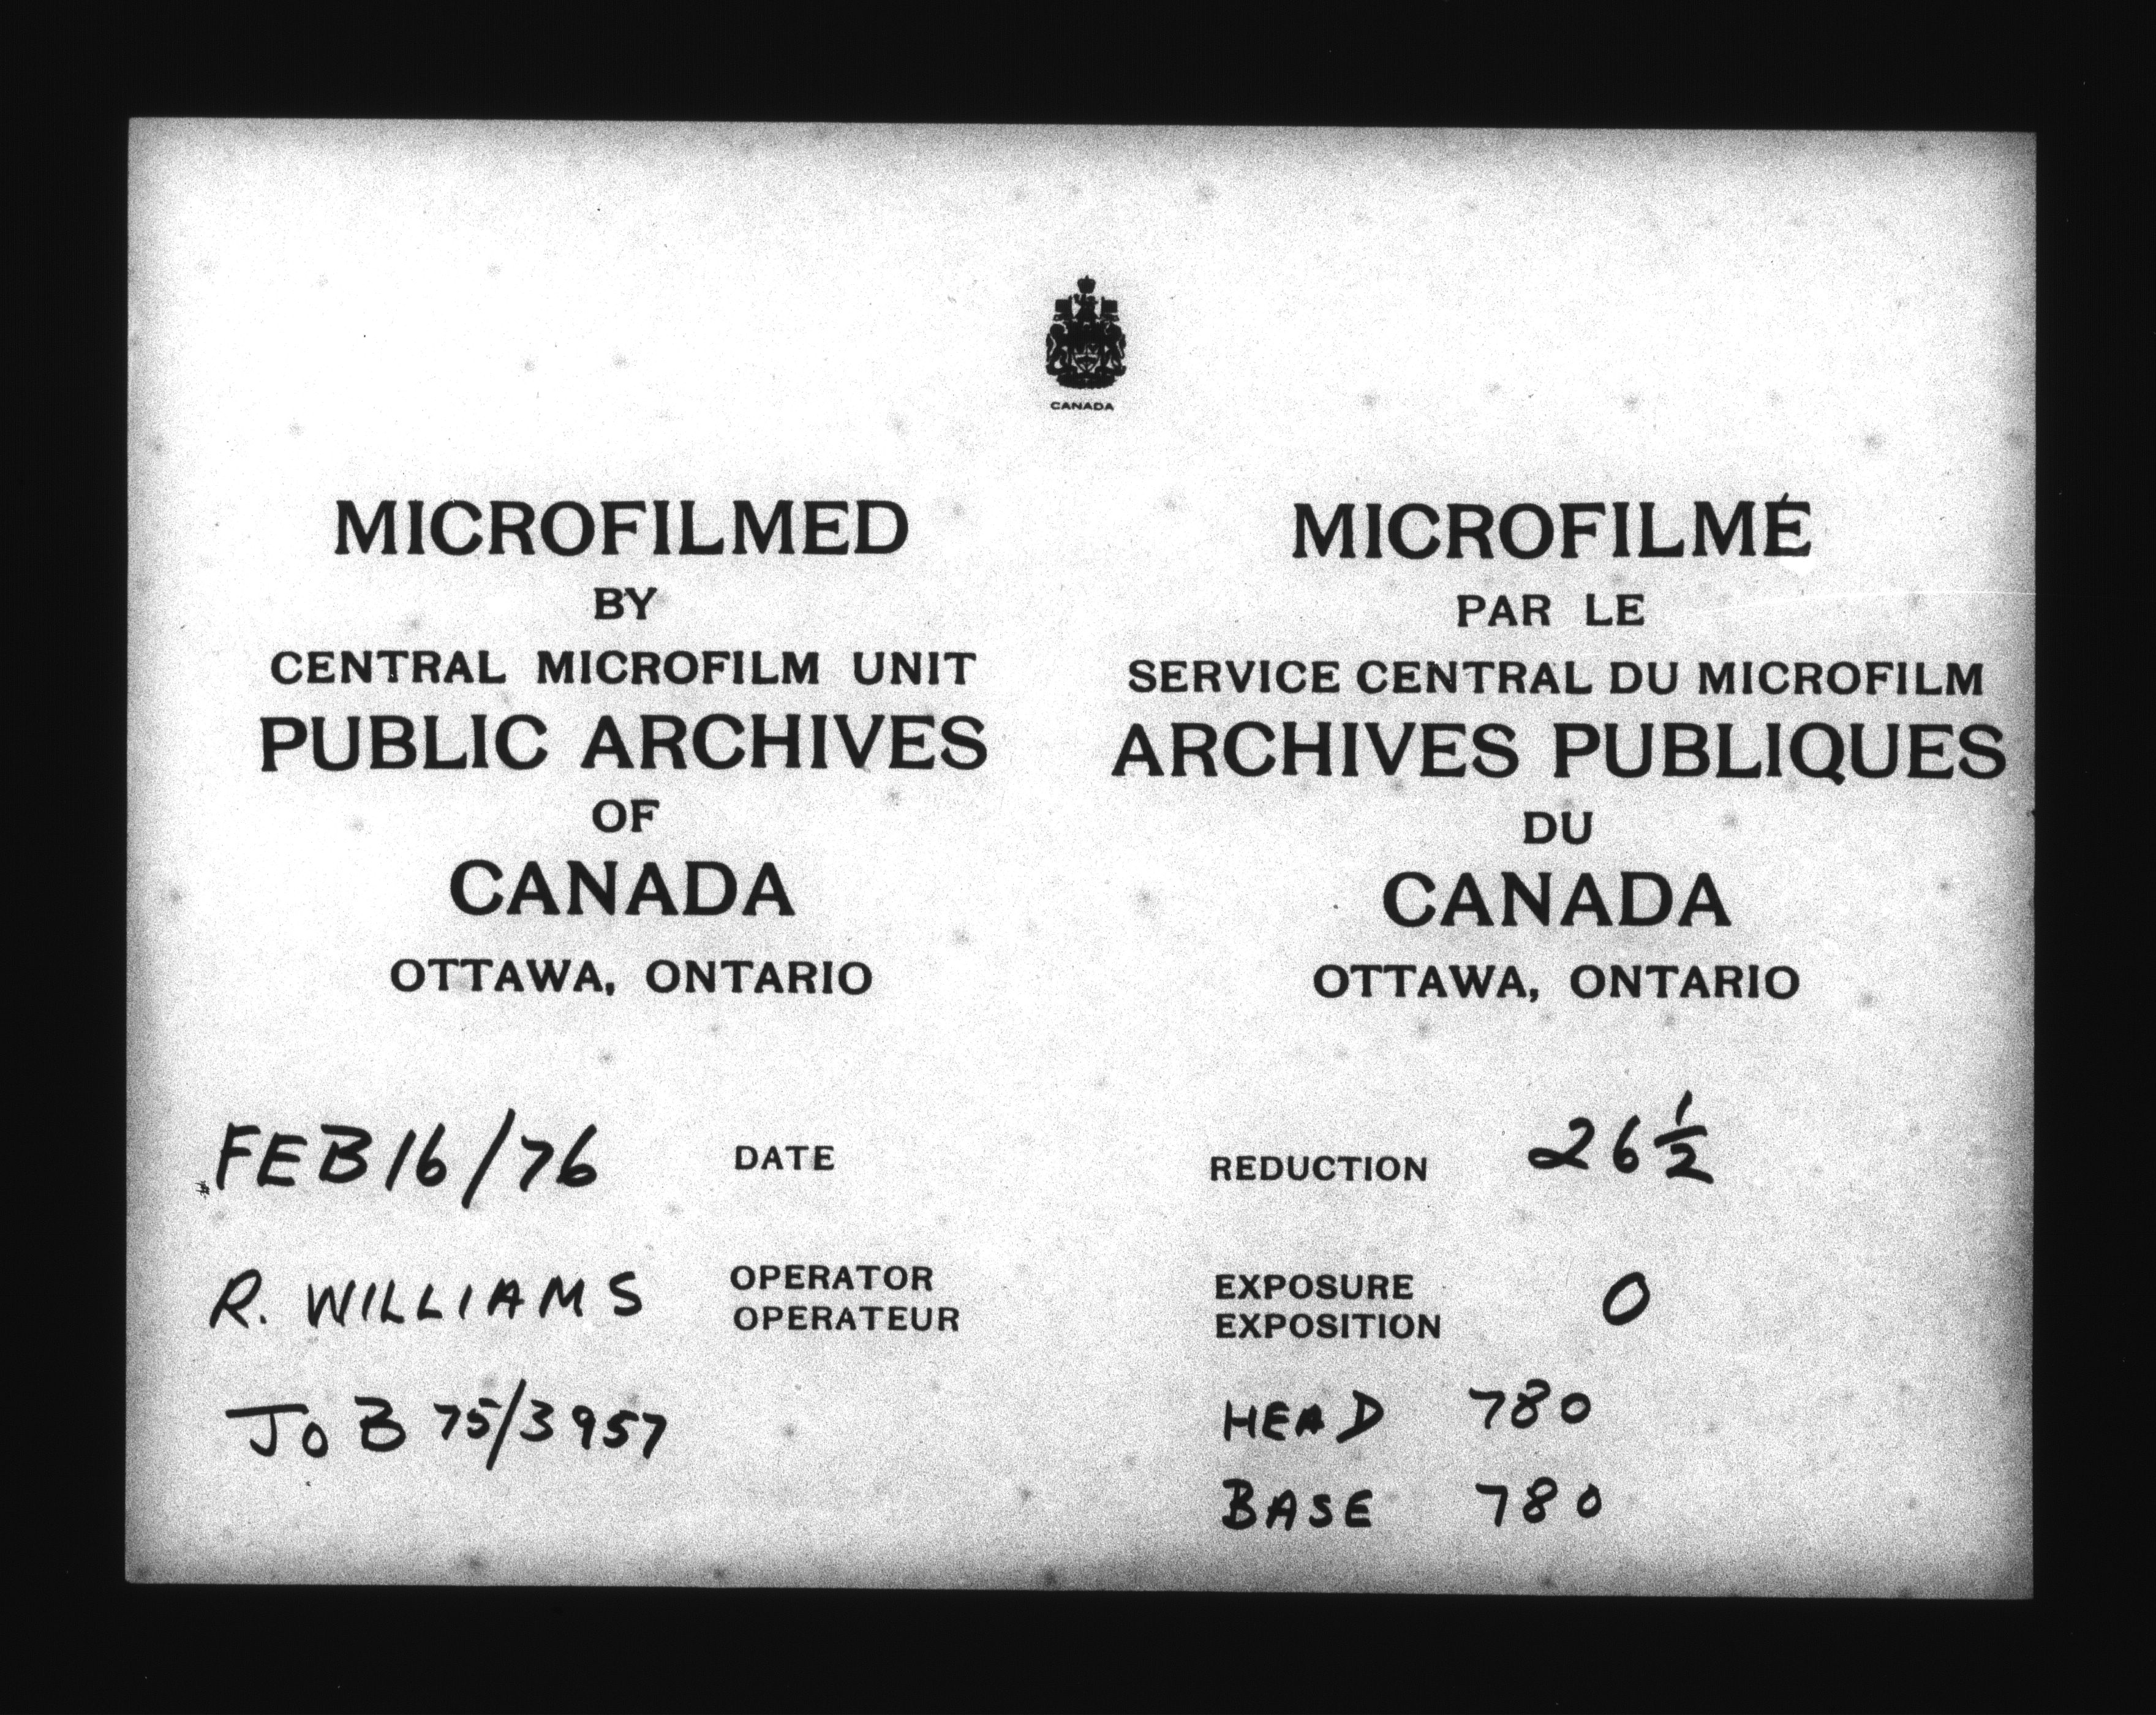 CANADA
MICROFILMED
BY
CENTRAL MICROFILM UNIT
PUBLIC ARCHIVES
OF
CANADA
OTTAWA, ONTARIO
MICROFILMÉ
PAR LE
SERVICE CENTRAL DU MICROFILM
ARCHIVES PUBLIQUES
DU
CANADA
OTTAWA, ONTARIO
FEB 16/76 DATE
R. WILLIAMS OPERATOR
OPERATEUR
JOB 75/3957
REDUCTION 26 1/2
EXPOSURE
EXPOSITION 0
HEAD 780
BASE 780